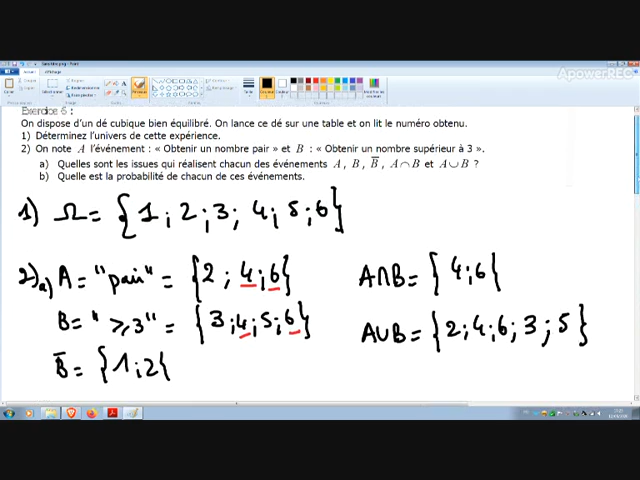 ApowerREC
Exercice 6 :
On dispose d'un dé cubique bien équilibré. On lance ce dé sur une table et on lit le numéro obtenu.
1) Déterminez l'univers de cette expérience.
2) On note A l'événement : « Obtenir un nombre pair » et B : « Obtenir un nombre supérieur à 3 ».
a) Quelles sont les issues qui réalisent chacun des événements A, B, B̅, A∩B et A∪B ?
b) Quelle est la probabilité de chacun de ces événements.
1) Ω = {1 ; 2 ; 3 ; 4 ; 5 ; 6}
2)a) A = "pair" = {2 ; 4 ; 6}
A∩B = {4 ; 6}
B = "≥3" = {3 ; 4 ; 5 ; 6}
A∪B = {2 ; 4 ; 6 ; 3 ; 5}
B̅ = {1 ; 2}